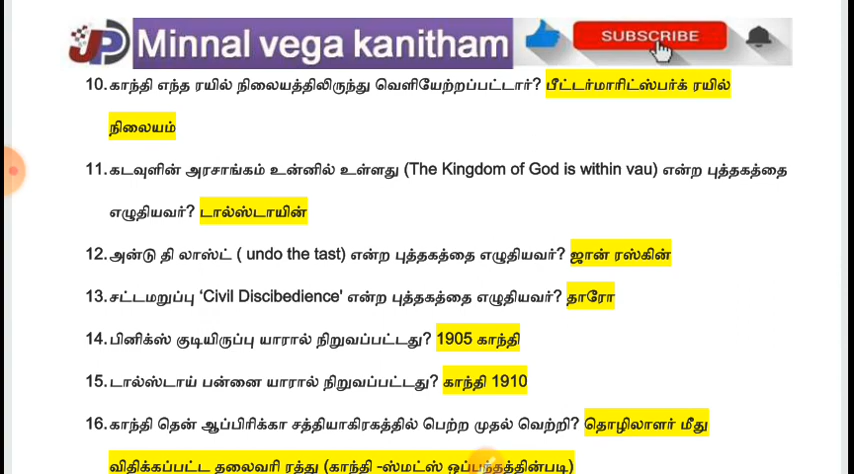 JP Minnal vega kanitham SUBSCRIBE
10.காந்தி எந்த ரயில் நிலையத்திலிருந்து வெளியேற்றப்பட்டார்? பீட்டர்மாரிட்ஸ்பர்க் ரயில்
நிலையம்
11.கடவுளின் அரசாங்கம் உன்னில் உள்ளது (The Kingdom of God is within vau) என்ற புத்தகத்தை
எழுதியவர்? டால்ஸ்டாயின்
12.அன்டு தி லாஸ்ட் ( undo the tast) என்ற புத்தகத்தை எழுதியவர்? ஜான் ரஸ்கின்
13.சட்டமறுப்பு ‘Civil Discibedience' என்ற புத்தகத்தை எழுதியவர்? தாரோ
14.பினிக்ஸ் குடியிருப்பு யாரால் நிறுவப்பட்டது? 1905 காந்தி
15.டால்ஸ்டாய் பண்ணை யாரால் நிறுவப்பட்டது? காந்தி 1910
16.காந்தி தென் ஆப்பிரிக்கா சத்தியாகிரகத்தில் பெற்ற முதல் வெற்றி? தொழிலாளர் மீது
விதிக்கப்பட்ட தலைவரி ரத்து (காந்தி -ஸ்மட்ஸ் ஒப்பந்தத்தின்படி)